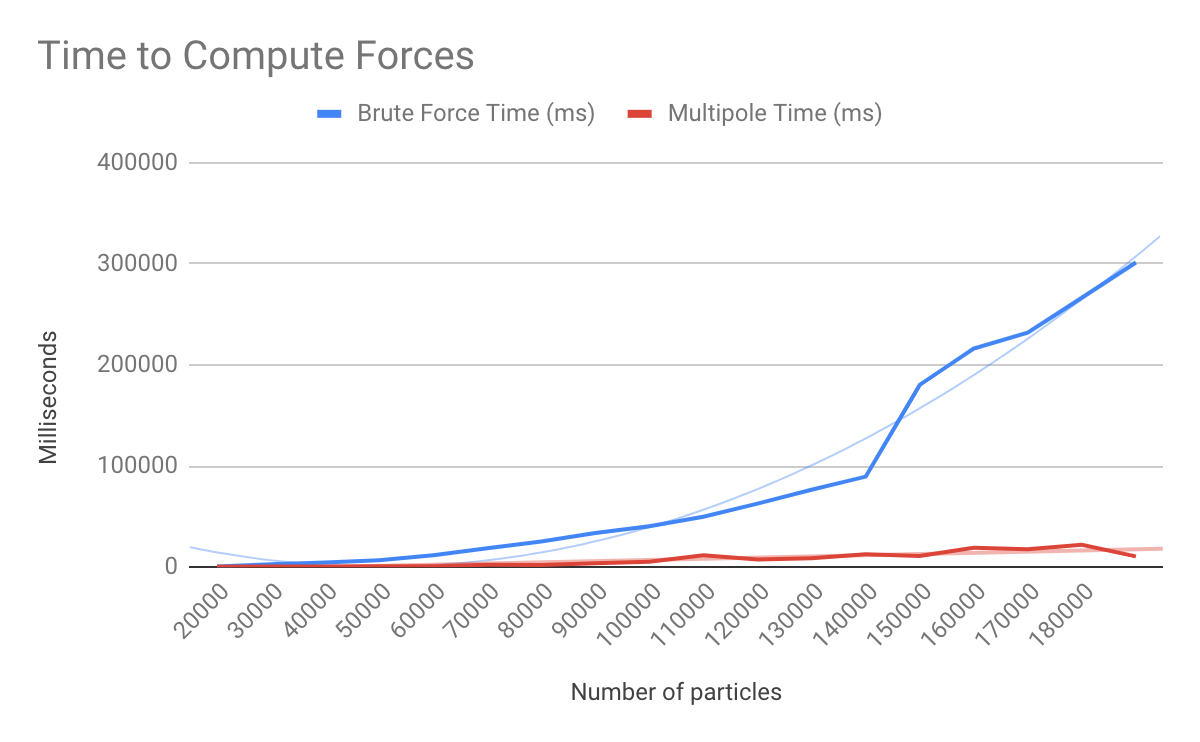 Time to Compute Forces
Brute Force Time (ms) Multipole Time (ms)
400000
300000
200000
100000
0
Milliseconds
20000 30000 40000 50000 60000 70000 80000 90000 100000 110000 120000 130000 140000 150000 160000 170000 180000
Number of particles